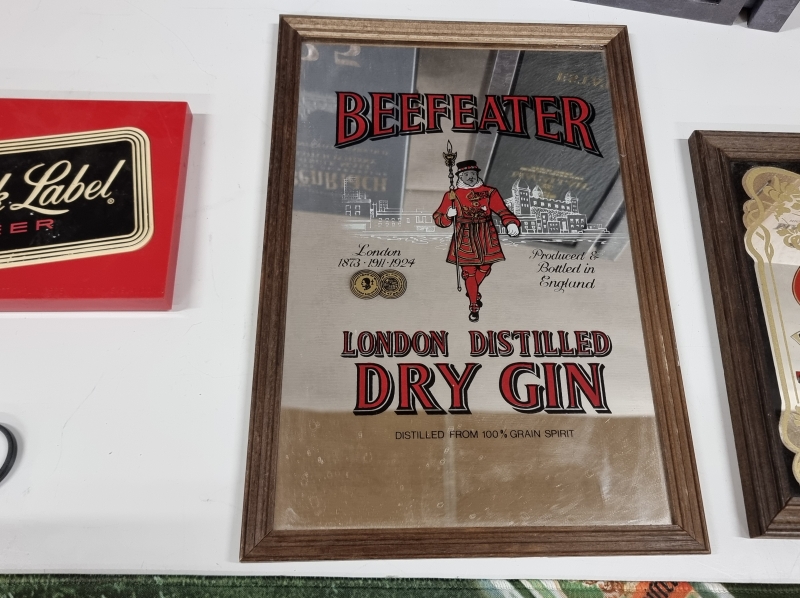 Label®
EER
BEEFEATER
London
1873·1911·1924
Produced &
Bottled in
England
LONDON DISTILLED
DRY GIN
DISTILLED FROM 100% GRAIN SPIRIT